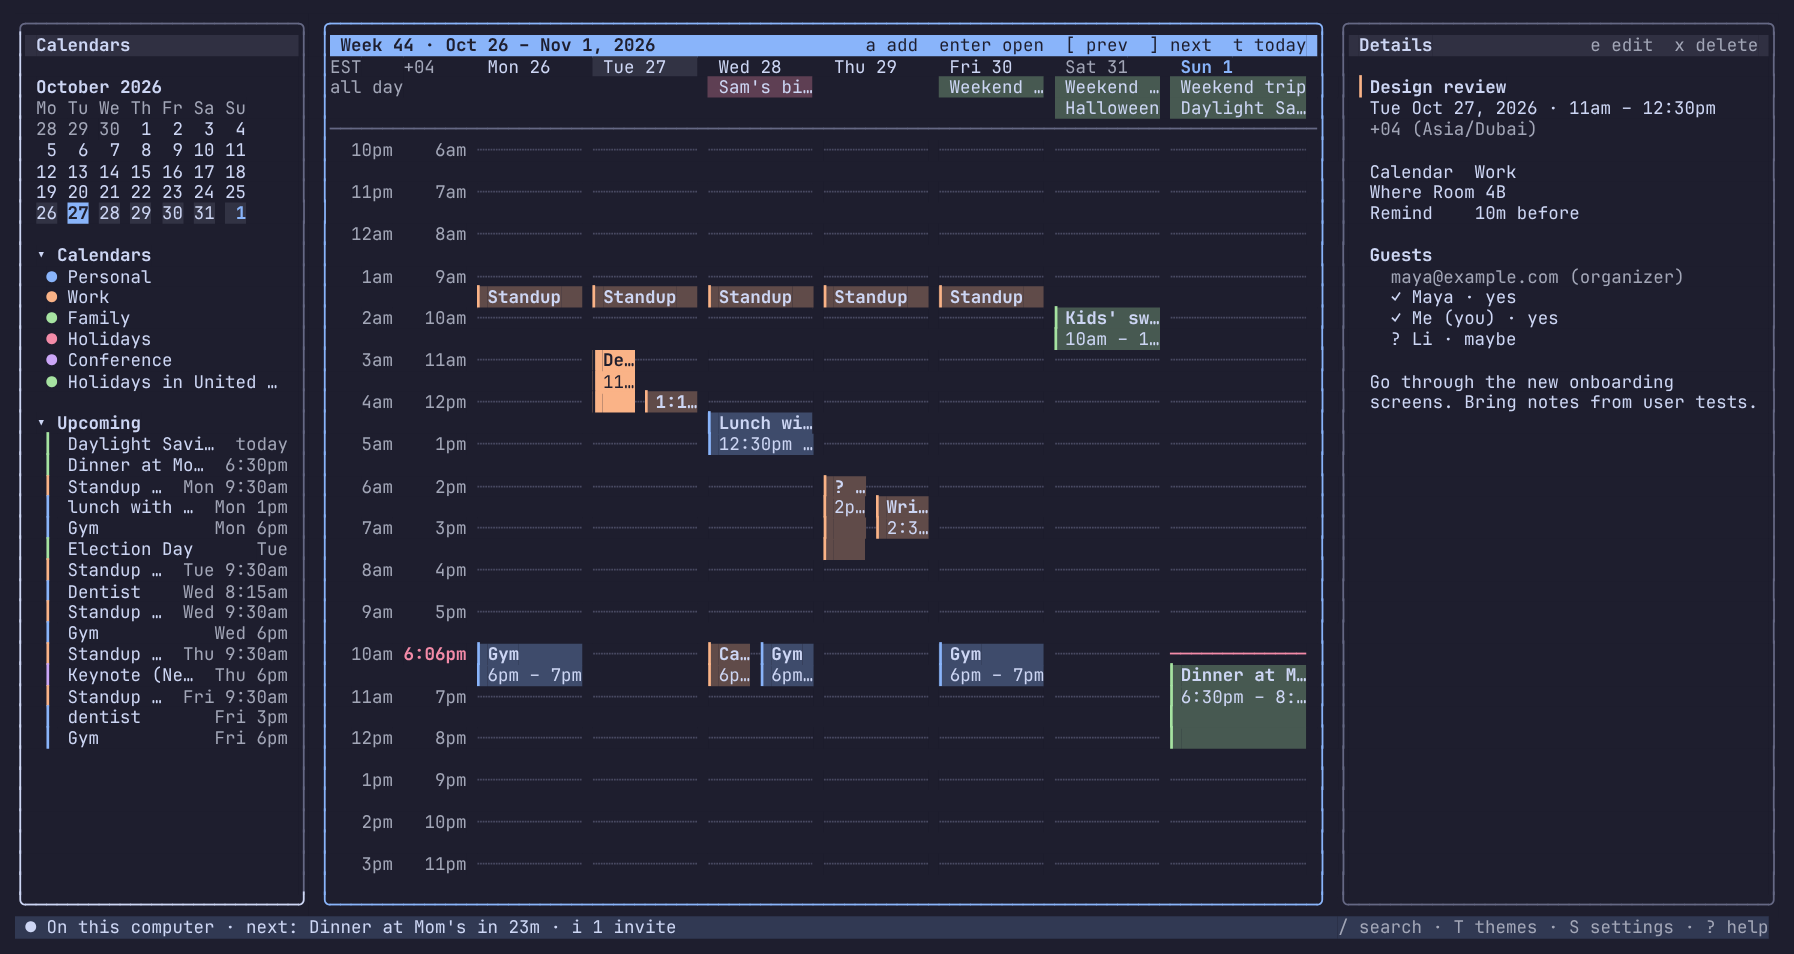 Calendars
October 2026
Mo Tu We Th Fr Sa Su
28 29 30 1 2 3 4
5 6 7 8 9 10 11
12 13 14 15 16 17 18
19 20 21 22 23 24 25
26 27 28 29 30 31 1
▾ Calendars
● Personal
● Work
● Family
● Holidays
● Conference
● Holidays in United …
▾ Upcoming
Daylight Savi… today
Dinner at Mo… 6:30pm
Standup … Mon 9:30am
lunch with … Mon 1pm
Gym Mon 6pm
Election Day Tue
Standup … Tue 9:30am
Dentist Wed 8:15am
Standup … Wed 9:30am
Gym Wed 6pm
Standup … Thu 9:30am
Keynote (Ne… Thu 6pm
Standup … Fri 9:30am
dentist Fri 3pm
Gym Fri 6pm
Week 44 · Oct 26 – Nov 1, 2026 a add enter open [ prev ] next t today
EST +04 Mon 26 Tue 27 Wed 28 Thu 29 Fri 30 Sat 31 Sun 1
all day Sam's bi… Weekend … Weekend … Weekend trip
Halloween Daylight Sa…
10pm 6am
11pm 7am
12am 8am
1am 9am
Standup Standup Standup Standup Standup
2am 10am Kids' sw…
10am – 1…
3am 11am De…
11…
4am 12pm 1:1…
Lunch wi…
5am 1pm 12:30pm …
6am 2pm ? …
2p… Wri…
7am 3pm 2:3…
8am 4pm
9am 5pm
10am 6:06pm Gym Ca… Gym Gym
6pm – 7pm 6p… 6pm… 6pm – 7pm Dinner at M…
11am 7pm 6:30pm – 8:…
12pm 8pm
1pm 9pm
2pm 10pm
3pm 11pm
Details e edit x delete
Design review
Tue Oct 27, 2026 · 11am – 12:30pm
+04 (Asia/Dubai)
Calendar Work
Where Room 4B
Remind 10m before
Guests
maya@example.com (organizer)
✓ Maya · yes
✓ Me (you) · yes
? Li · maybe
Go through the new onboarding
screens. Bring notes from user tests.
● On this computer · next: Dinner at Mom's in 23m · i 1 invite / search · T themes · S settings · ? help